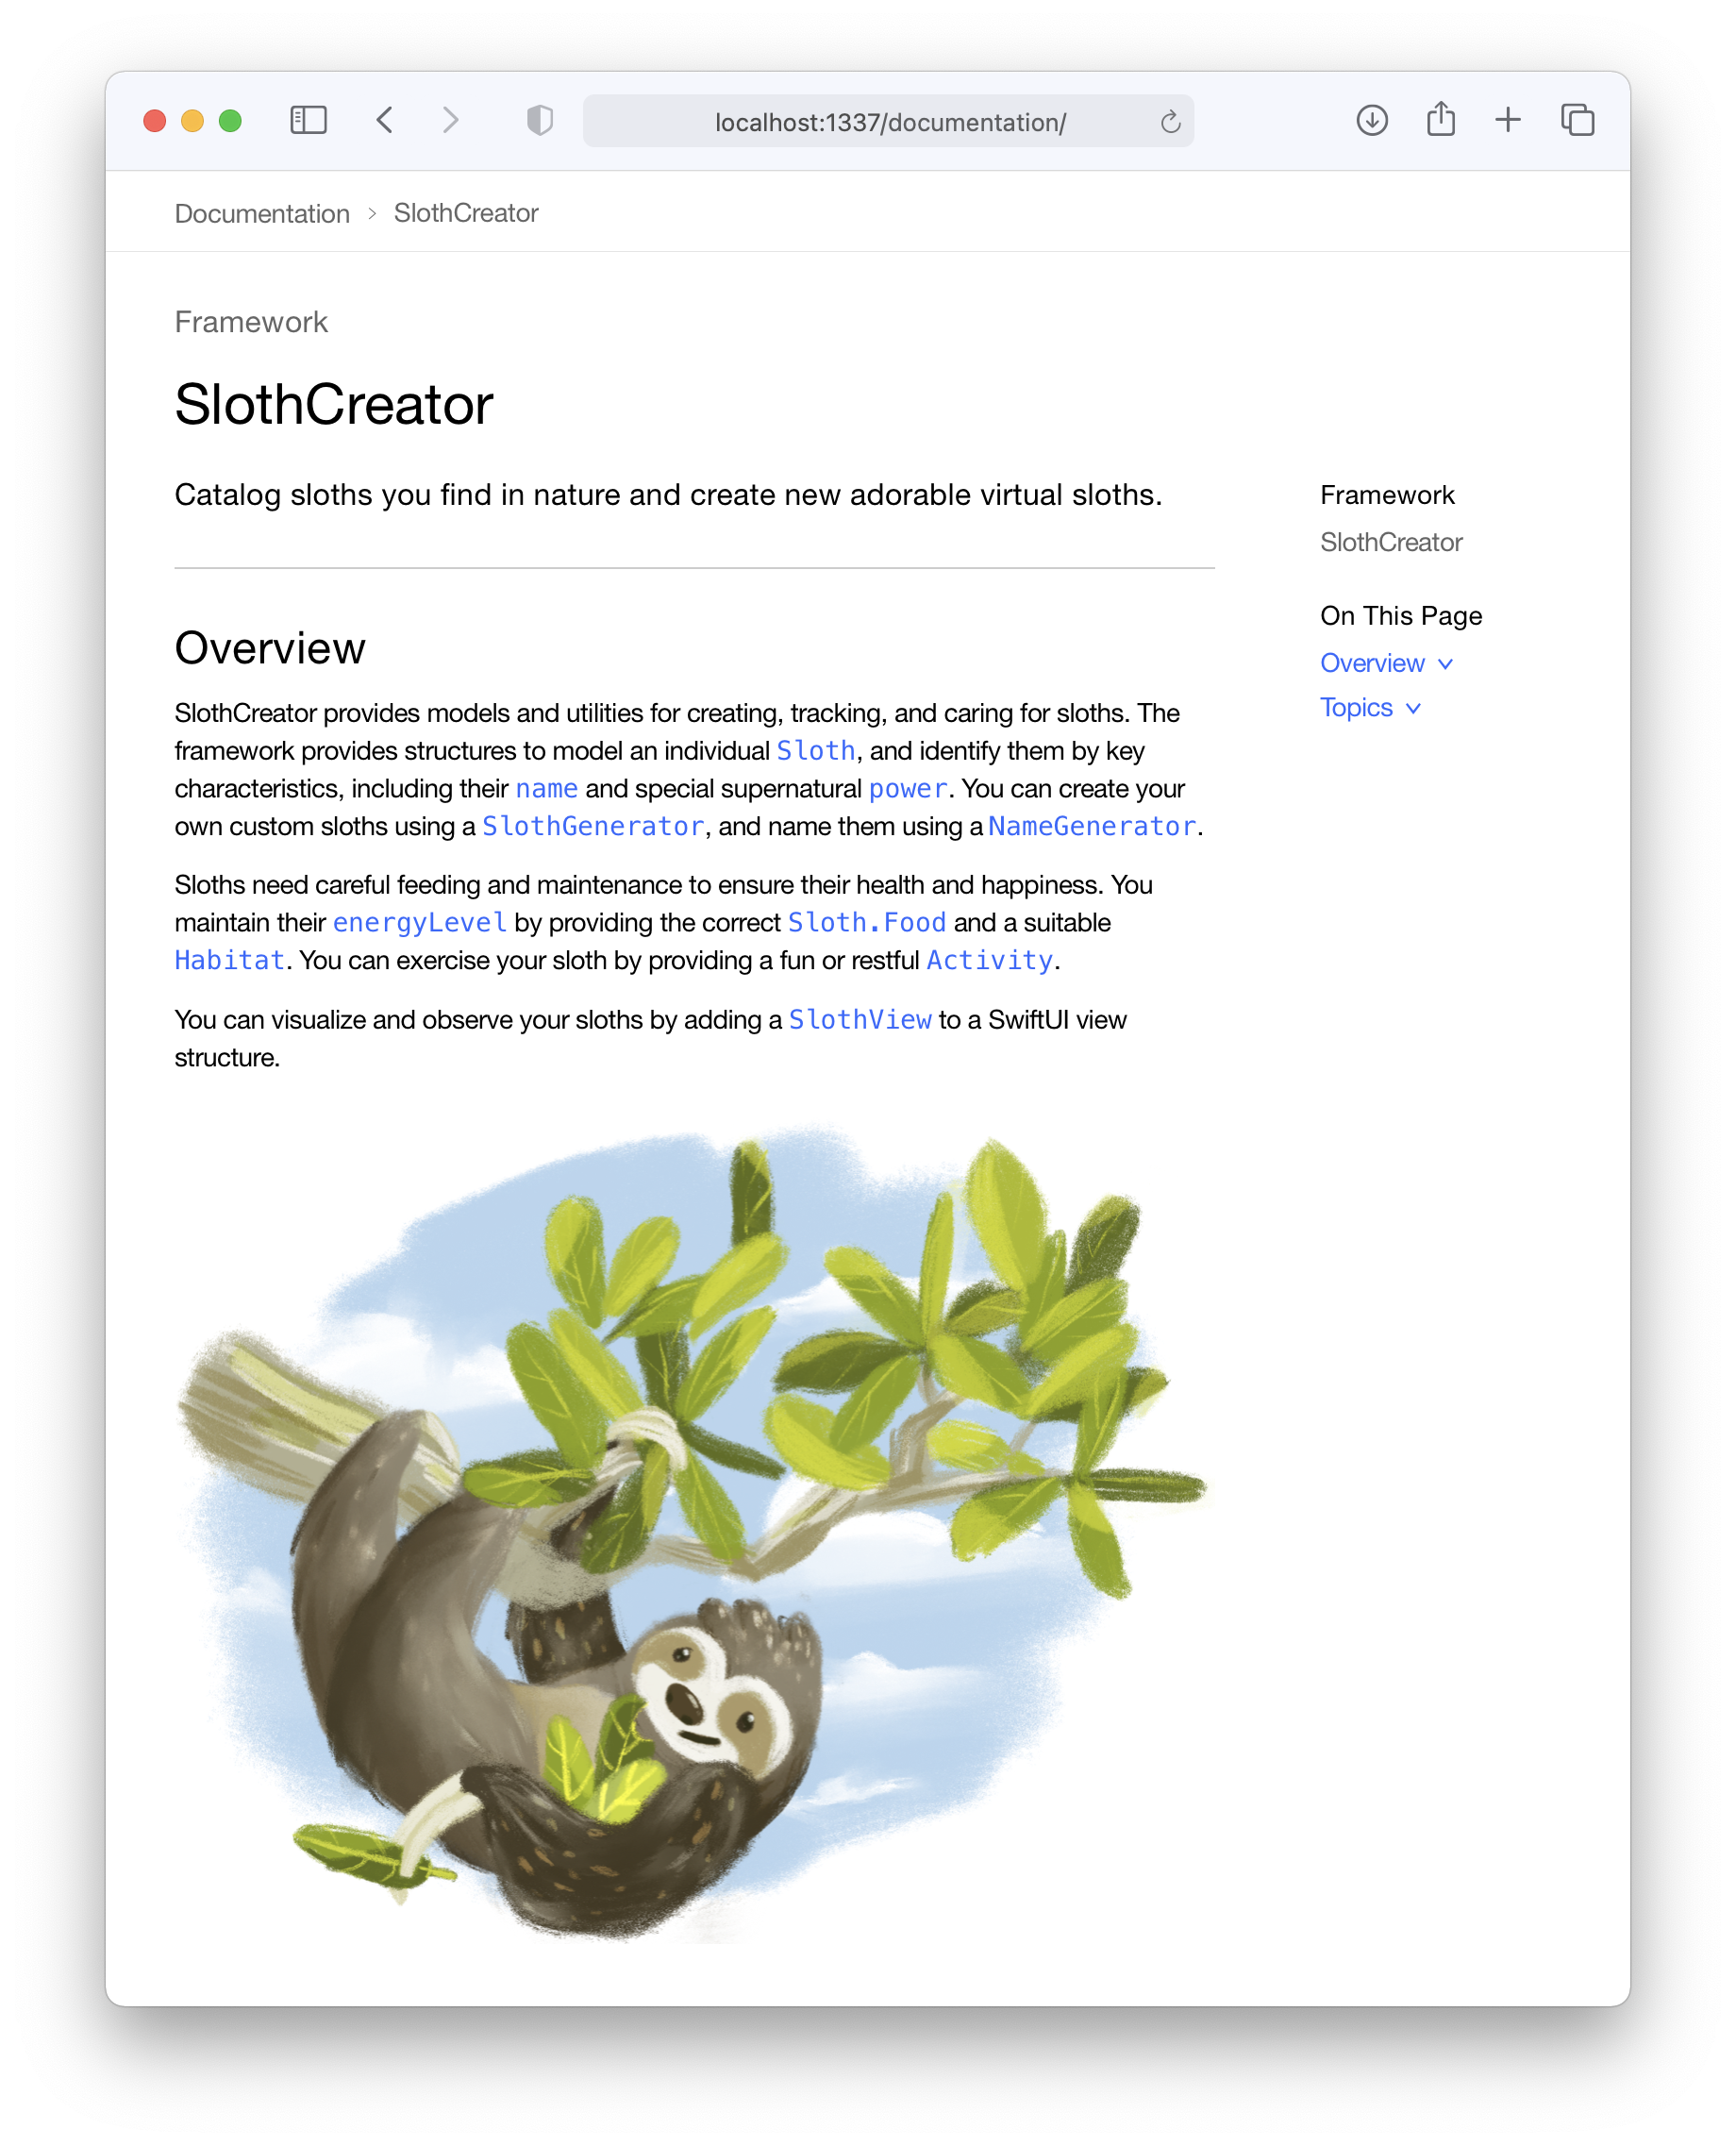 localhost:1337/documentation/
Documentation > SlothCreator
Framework
SlothCreator
Catalog sloths you find in nature and create new adorable virtual sloths.
Overview
SlothCreator provides models and utilities for creating, tracking, and caring for sloths. The
framework provides structures to model an individual Sloth, and identify them by key
characteristics, including their name and special supernatural power. You can create your
own custom sloths using a SlothGenerator, and name them using a NameGenerator.
Sloths need careful feeding and maintenance to ensure their health and happiness. You
maintain their energyLevel by providing the correct Sloth.Food and a suitable
Habitat. You can exercise your sloth by providing a fun or restful Activity.
You can visualize and observe your sloths by adding a SlothView to a SwiftUI view
structure.
Framework
SlothCreator
On This Page
Overview
Topics